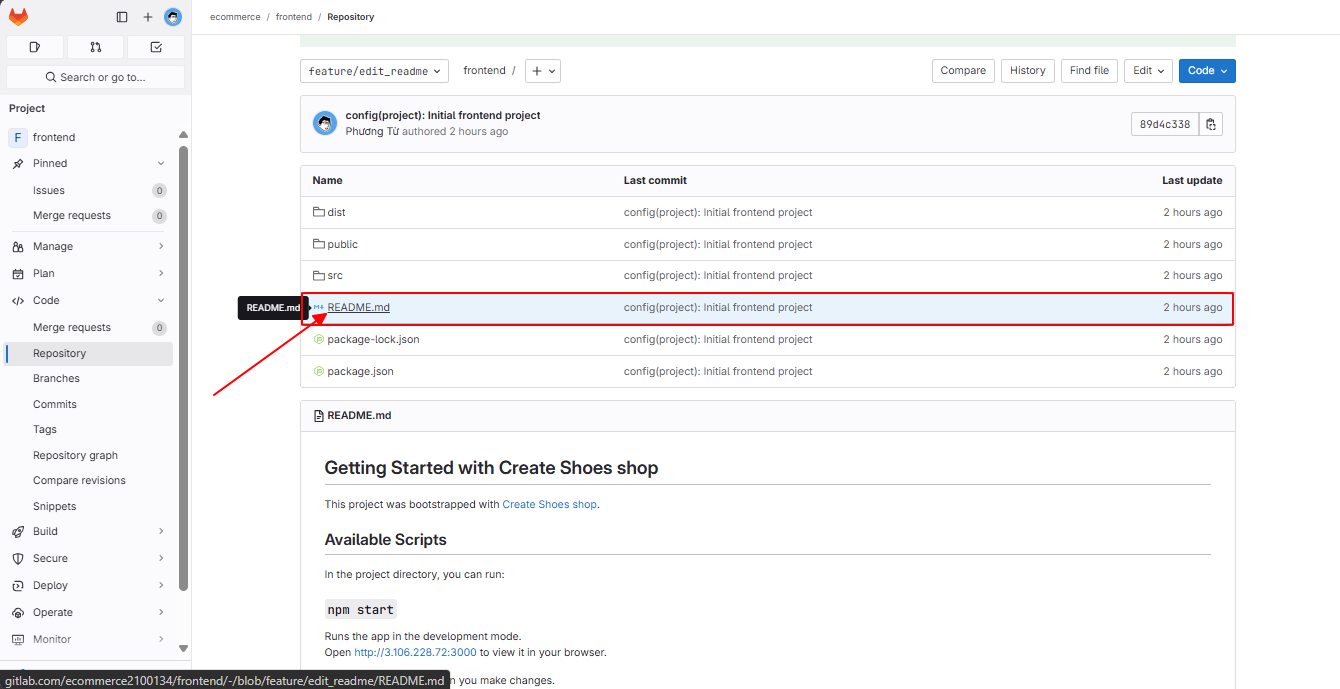 ecommerce / frontend / Repository
Search or go to...
Project
F frontend
Pinned
Issues 0
Merge requests 0
Manage
Plan
Code
Merge requests 0
Repository
Branches
Commits
Tags
Repository graph
Compare revisions
Snippets
Build
Secure
Deploy
Operate
Monitor
feature/edit_readme
frontend /
Compare
History
Find file
Edit
Code
config(project): Initial frontend project
Phương Từ authored 2 hours ago
89d4c338
Name Last commit Last update
dist config(project): Initial frontend project 2 hours ago
public config(project): Initial frontend project 2 hours ago
src config(project): Initial frontend project 2 hours ago
README.md
README.md config(project): Initial frontend project 2 hours ago
package-lock.json config(project): Initial frontend project 2 hours ago
package.json config(project): Initial frontend project 2 hours ago
README.md
Getting Started with Create Shoes shop
This project was bootstrapped with Create Shoes shop.
Available Scripts
In the project directory, you can run:
npm start
Runs the app in the development mode.
Open http://3.106.228.72:3000 to view it in your browser.
n you make changes.
gitlab.com/ecommerce2100134/frontend/-/blob/feature/edit_readme/README.md